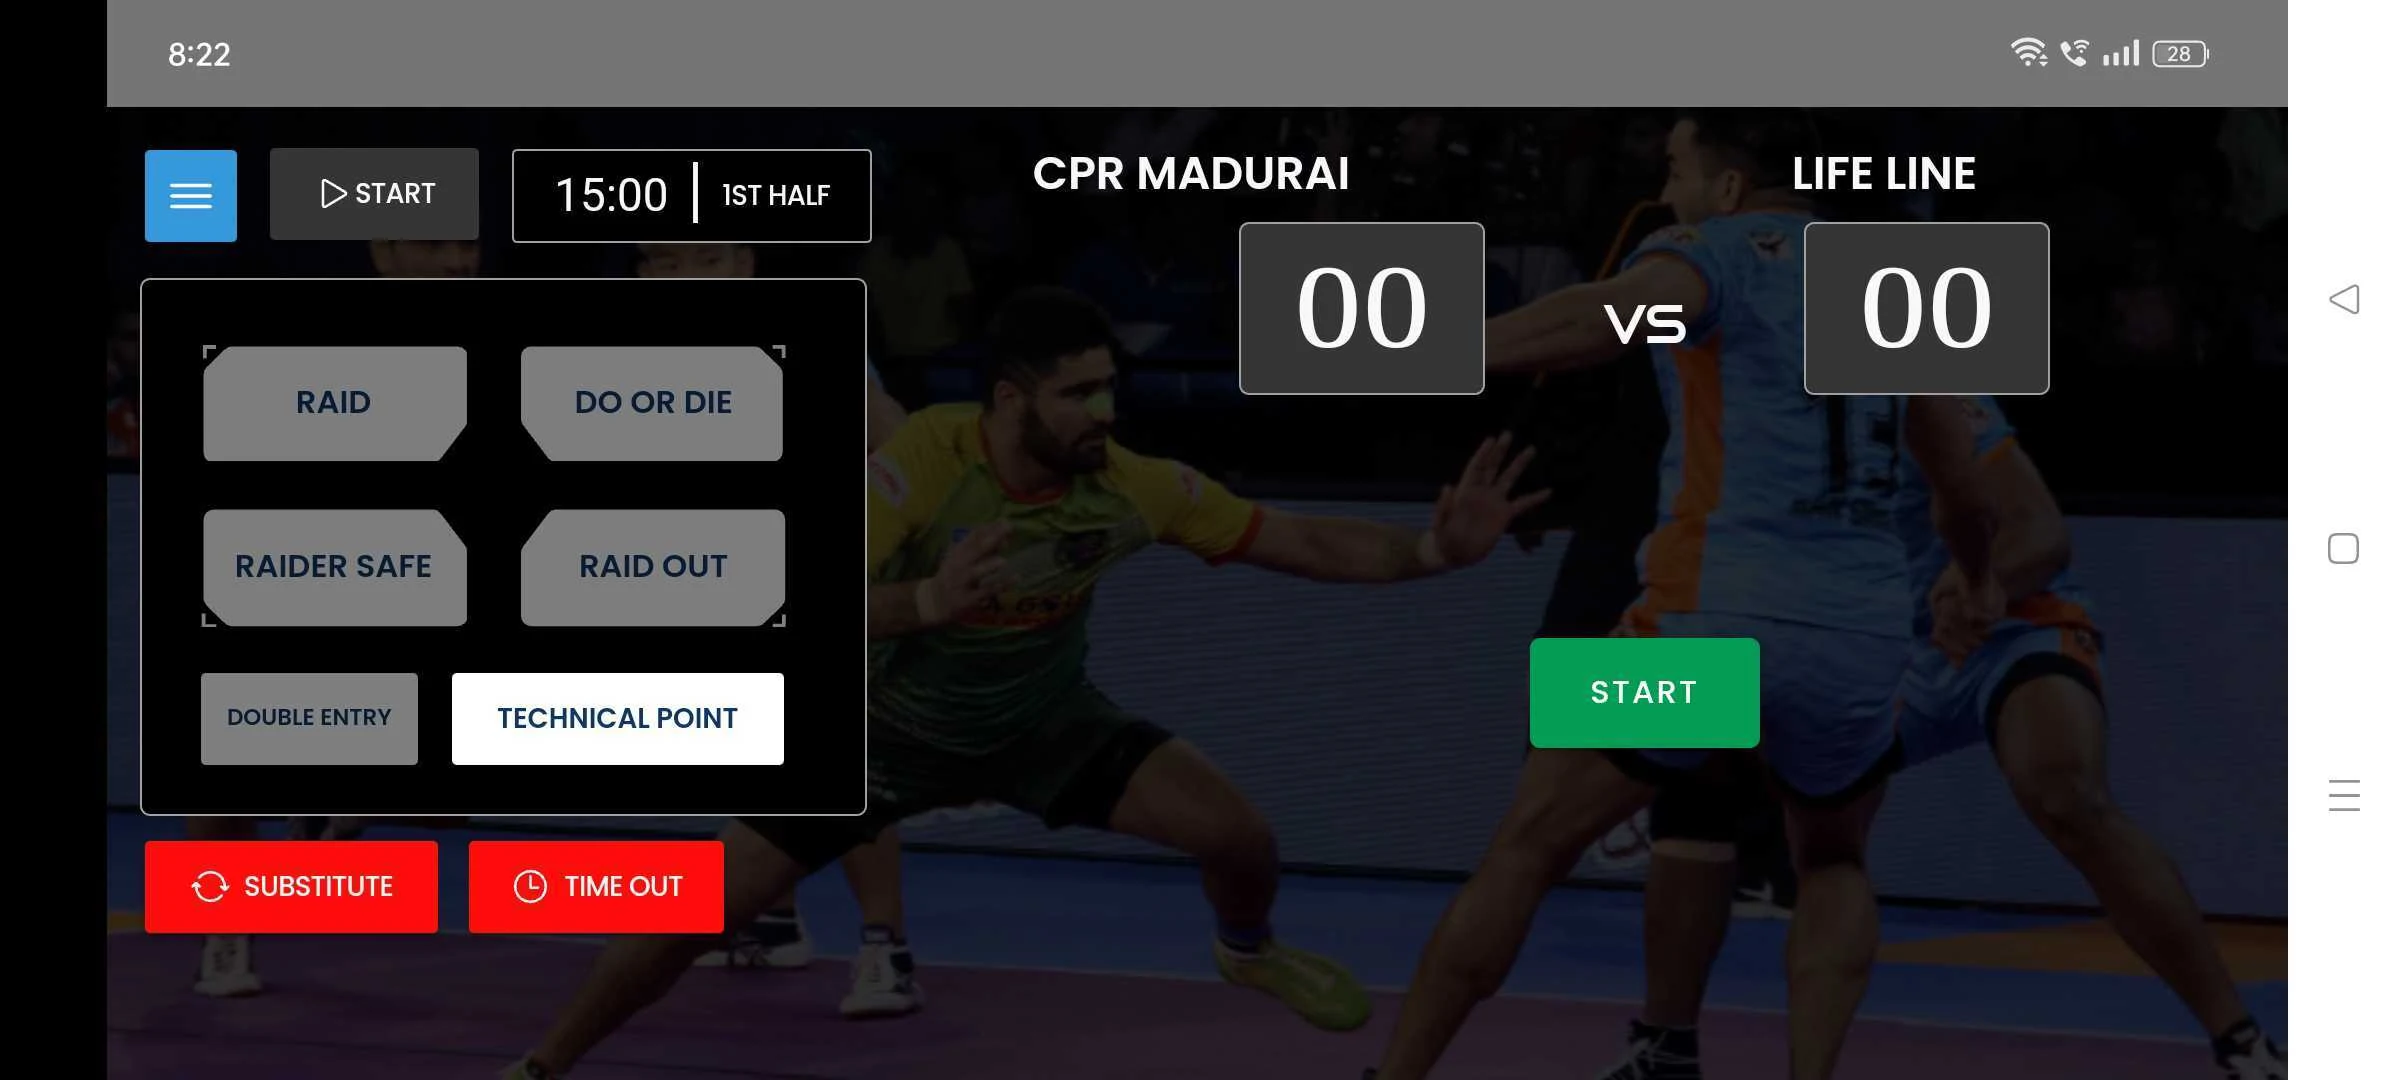 8:22
28
START
15:00
1ST HALF
CPR MADURAI
LIFE LINE
00
VS
00
RAID
DO OR DIE
RAIDER SAFE
RAID OUT
DOUBLE ENTRY
TECHNICAL POINT
START
SUBSTITUTE
TIME OUT